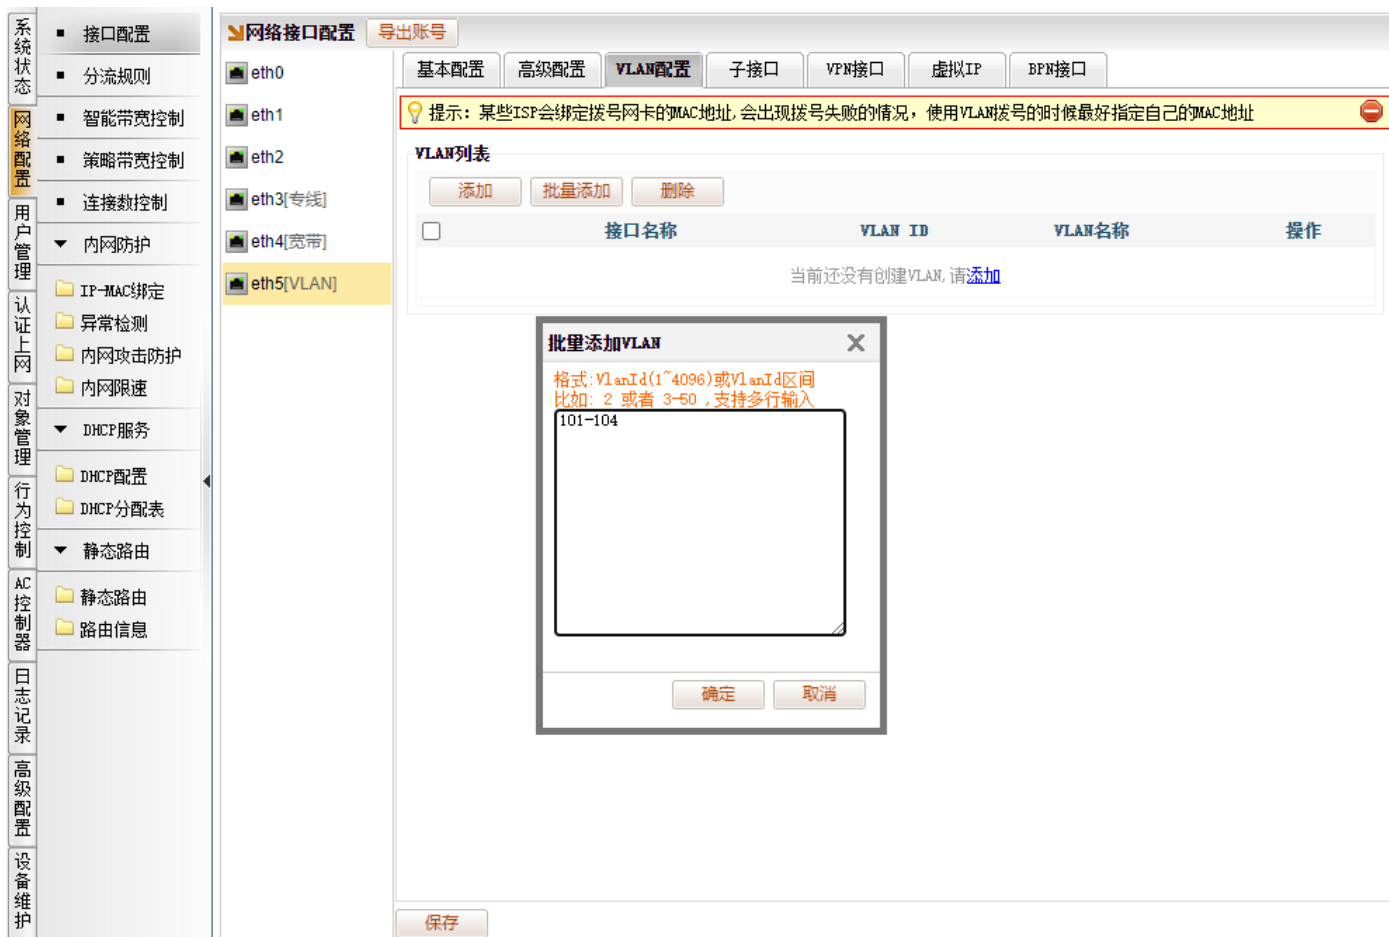 系统状态
网络配置
用户管理
认证上网
对象管理
行为控制
AC控制器
日志记录
高级配置
设备维护
接口配置
分流规则
智能带宽控制
策略带宽控制
连接数控制
内网防护
IP-MAC绑定
异常检测
内网攻击防护
内网限速
DHCP服务
DHCP配置
DHCP分配表
静态路由
静态路由
路由信息
网络接口配置 导出账号
eth0
eth1
eth2
eth3[专线]
eth4[宽带]
eth5[VLAN]
基本配置 高级配置 VLAN配置 子接口 VPN接口 虚拟IP BPN接口
提示：某些ISP会绑定拨号网卡的MAC地址,会出现拨号失败的情况，使用VLAN拨号的时候最好指定自己的MAC地址
VLAN列表
添加 批量添加 删除
接口名称 VLAN ID VLAN名称 操作
当前还没有创建VLAN,请添加
批量添加VLAN
格式:VlanId(1~4096)或VlanId区间
比如: 2 或者 3-50 ,支持多行输入
101-104
确定 取消
保存